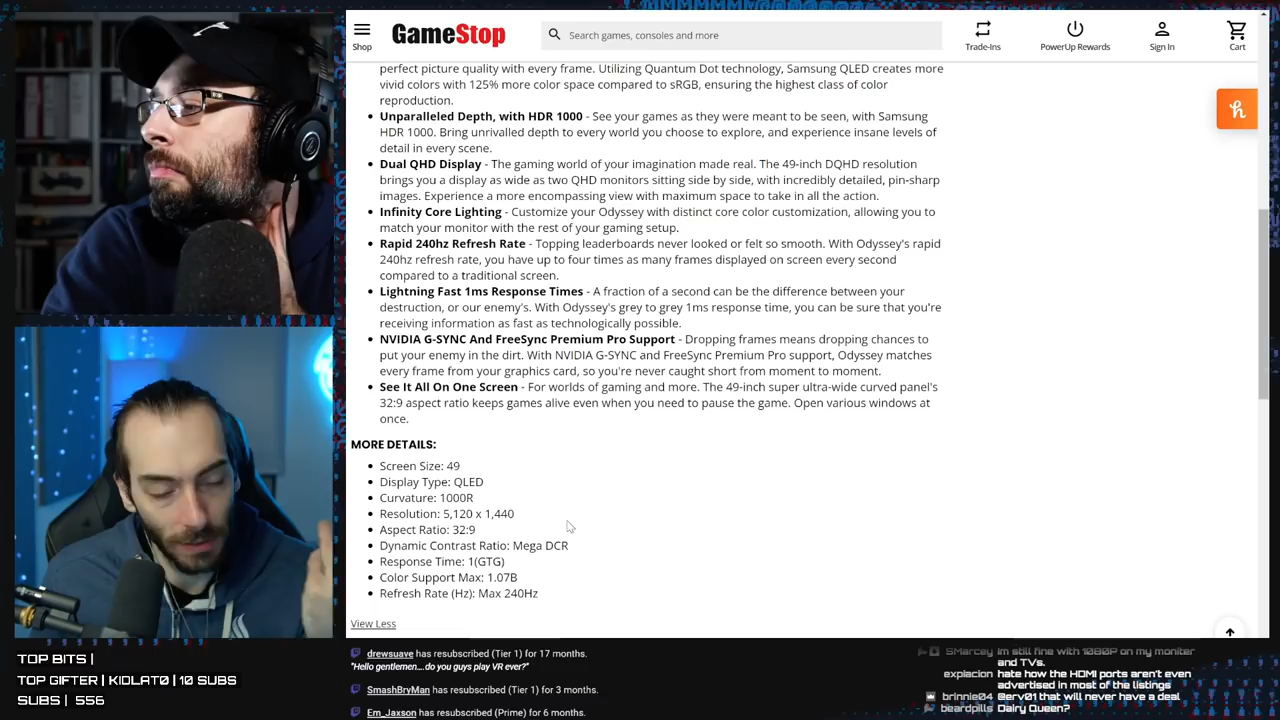 GameStop
Shop
Search games, consoles and more
Trade-Ins
PowerUp Rewards
Sign In
Cart
perfect picture quality with every frame. Utilizing Quantum Dot technology, Samsung QLED creates more
vivid colors with 125% more color space compared to sRGB, ensuring the highest class of color
reproduction.
Unparalleled Depth, with HDR 1000 - See your games as they were meant to be seen, with Samsung
HDR 1000. Bring unrivalled depth to every world you choose to explore, and experience insane levels of
detail in every scene.
Dual QHD Display - The gaming world of your imagination made real. The 49-inch DQHD resolution
brings you a display as wide as two QHD monitors sitting side by side, with incredibly detailed, pin-sharp
images. Experience a more encompassing view with maximum space to take in all the action.
Infinity Core Lighting - Customize your Odyssey with distinct core color customization, allowing you to
match your monitor with the rest of your gaming setup.
Rapid 240hz Refresh Rate - Topping leaderboards never looked or felt so smooth. With Odyssey's rapid
240hz refresh rate, you have up to four times as many frames displayed on screen every second
compared to a traditional screen.
Lightning Fast 1ms Response Times - A fraction of a second can be the difference between your
destruction, or our enemy's. With Odyssey's grey to grey 1ms response time, you can be sure that you're
receiving information as fast as technologically possible.
NVIDIA G-SYNC And FreeSync Premium Pro Support - Dropping frames means dropping chances to
put your enemy in the dirt. With NVIDIA G-SYNC and FreeSync Premium Pro support, Odyssey matches
every frame from your graphics card, so you're never caught short from moment to moment.
See It All On One Screen - For worlds of gaming and more. The 49-inch super ultra-wide curved panel's
32:9 aspect ratio keeps games alive even when you need to pause the game. Open various windows at
once.
MORE DETAILS:
Screen Size: 49
Display Type: QLED
Curvature: 1000R
Resolution: 5,120 x 1,440
Aspect Ratio: 32:9
Dynamic Contrast Ratio: Mega DCR
Response Time: 1(GTG)
Color Support Max: 1.07B
Refresh Rate (Hz): Max 240Hz
View Less
TOP BITS |
TOP GIFTER | KIDLAT0 | 10 SUBS
SUBS | 556
drewsuave has resubscribed (Tier 1) for 17 months.
"Hello gentlemen....do you guys play VR ever?"
SmashBryMan has resubscribed (Tier 1) for 3 months.
Em_Jaxson has resubscribed (Prime) for 6 months.
SMarcey im still fine with 1080P on my moniter
and TVs.
explacion hate how the HDMI ports aren't even
advertised in most of the listings
brinnie04 @erv01 that will never have a deal
beardpills Dairy Queen?